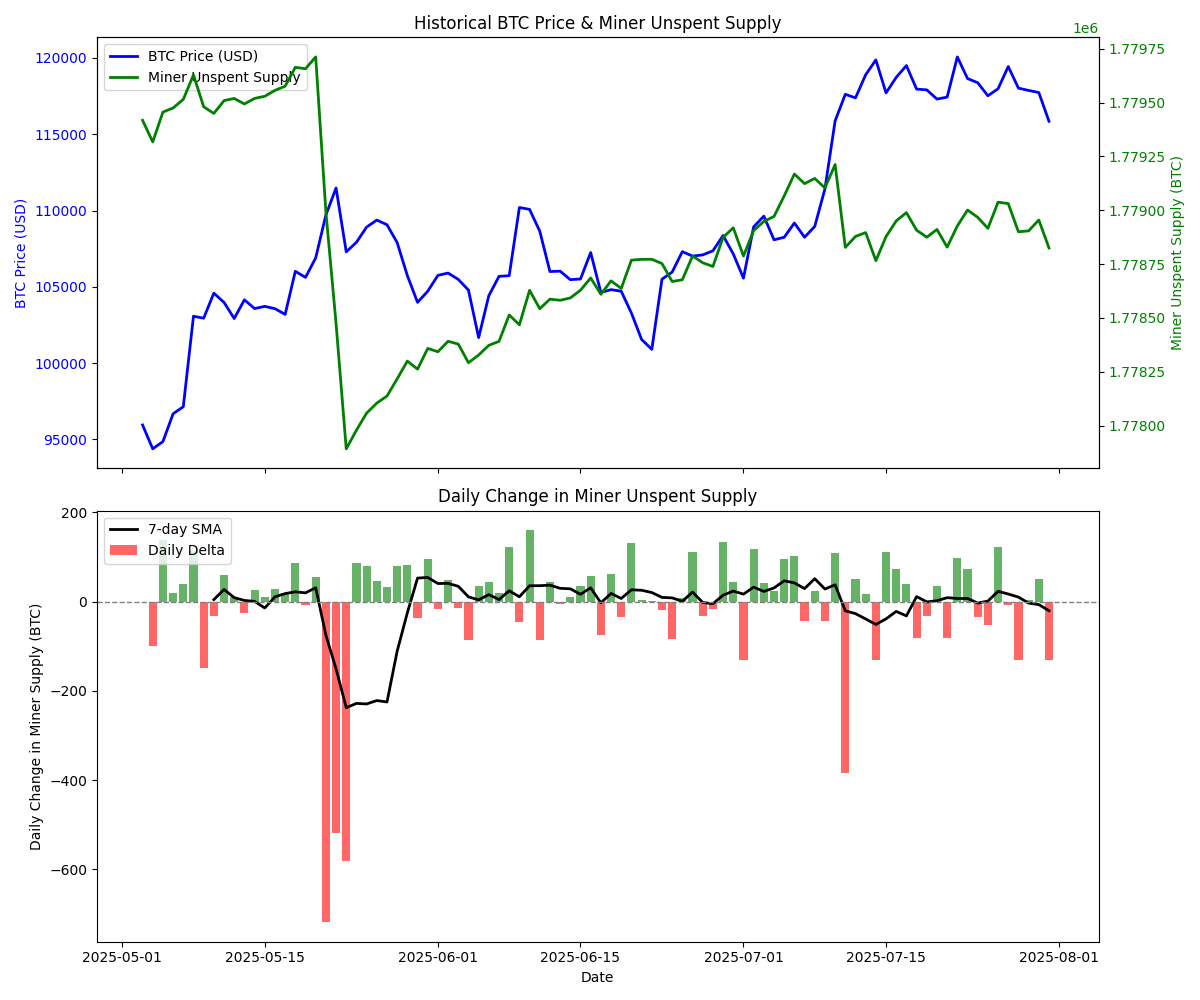 Historical BTC Price & Miner Unspent Supply
1e6
BTC Price (USD)
Miner Unspent Supply
120000
115000
110000
105000
100000
95000
BTC Price (USD)
1.77975
1.77950
1.77925
1.77900
1.77875
1.77850
1.77825
1.77800
Miner Unspent Supply (BTC)
Daily Change in Miner Unspent Supply
7-day SMA
Daily Delta
200
0
−200
−400
−600
Daily Change in Miner Supply (BTC)
2025-05-01 2025-05-15 2025-06-01 2025-06-15 2025-07-01 2025-07-15 2025-08-01
Date